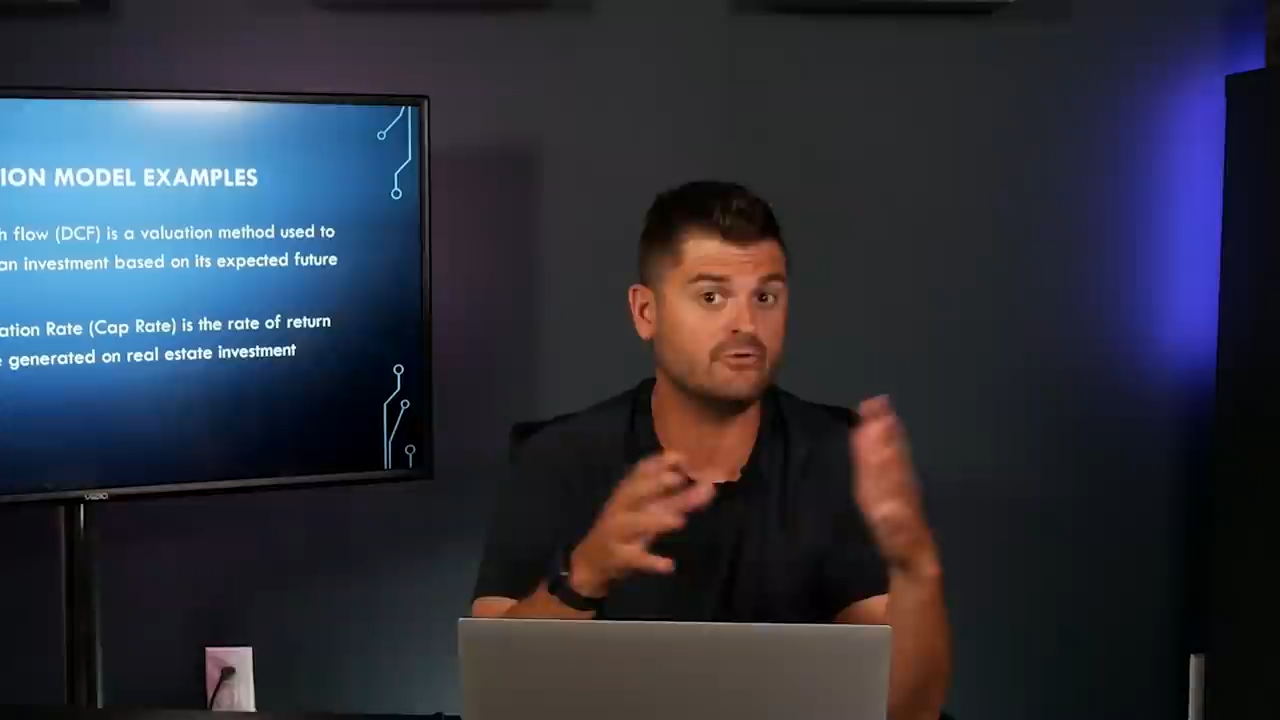 ION MODEL EXAMPLES
h flow (DCF) is a valuation method used to
an investment based on its expected future
ation Rate (Cap Rate) is the rate of return
generated on real estate investment
VIZIO